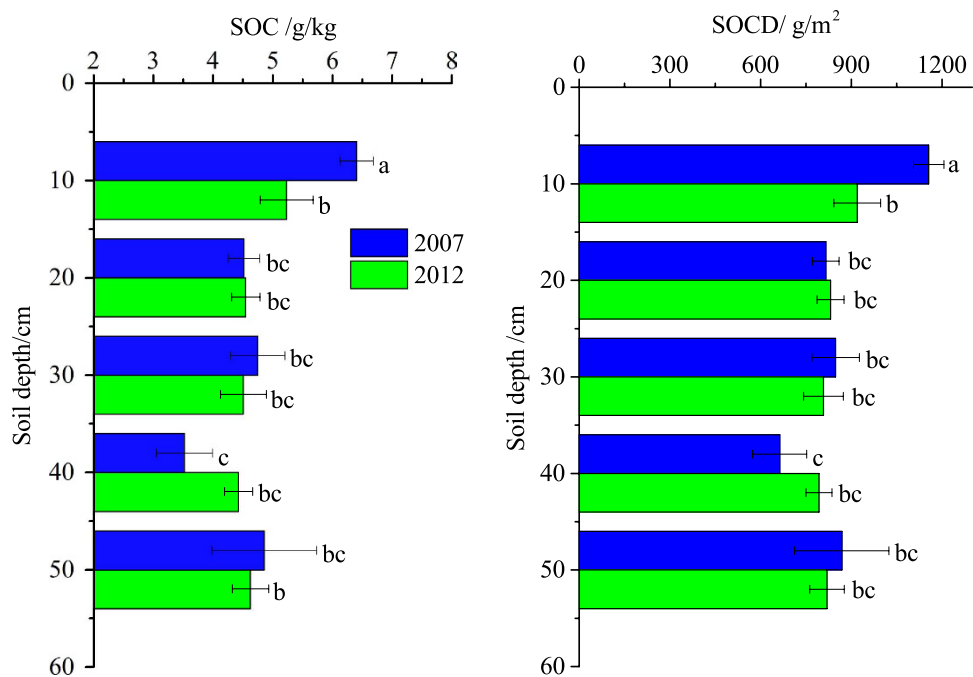 SOC /g/kg
2 3 4 5 6 7 8
0
10
20
30
40
50
60
Soil depth/cm
a
b
bc
bc
bc
bc
c
bc
bc
b
2007
2012
SOCD/ g/m²
0 300 600 900 1200
0
10
20
30
40
50
60
Soil depth /cm
a
b
bc
bc
bc
bc
c
bc
bc
bc